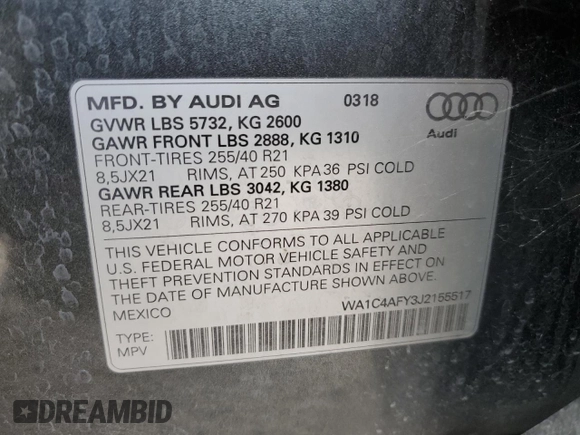 MFD. BY AUDI AG 0318
GVWR LBS 5732, KG 2600
GAWR FRONT LBS 2888, KG 1310
FRONT-TIRES 255/40 R21
8,5JX21 RIMS, AT 250 KPA 36 PSI COLD
GAWR REAR LBS 3042, KG 1380
REAR-TIRES 255/40 R21
8,5JX21 RIMS, AT 270 KPA 39 PSI COLD
Audi
THIS VEHICLE CONFORMS TO ALL APPLICABLE
U.S. FEDERAL MOTOR VEHICLE SAFETY AND
THEFT PREVENTION STANDARDS IN EFFECT ON
THE DATE OF MANUFACTURE SHOWN ABOVE.
MEXICO WA1C4AFY3J2155517
TYPE:
MPV
DREAMBID